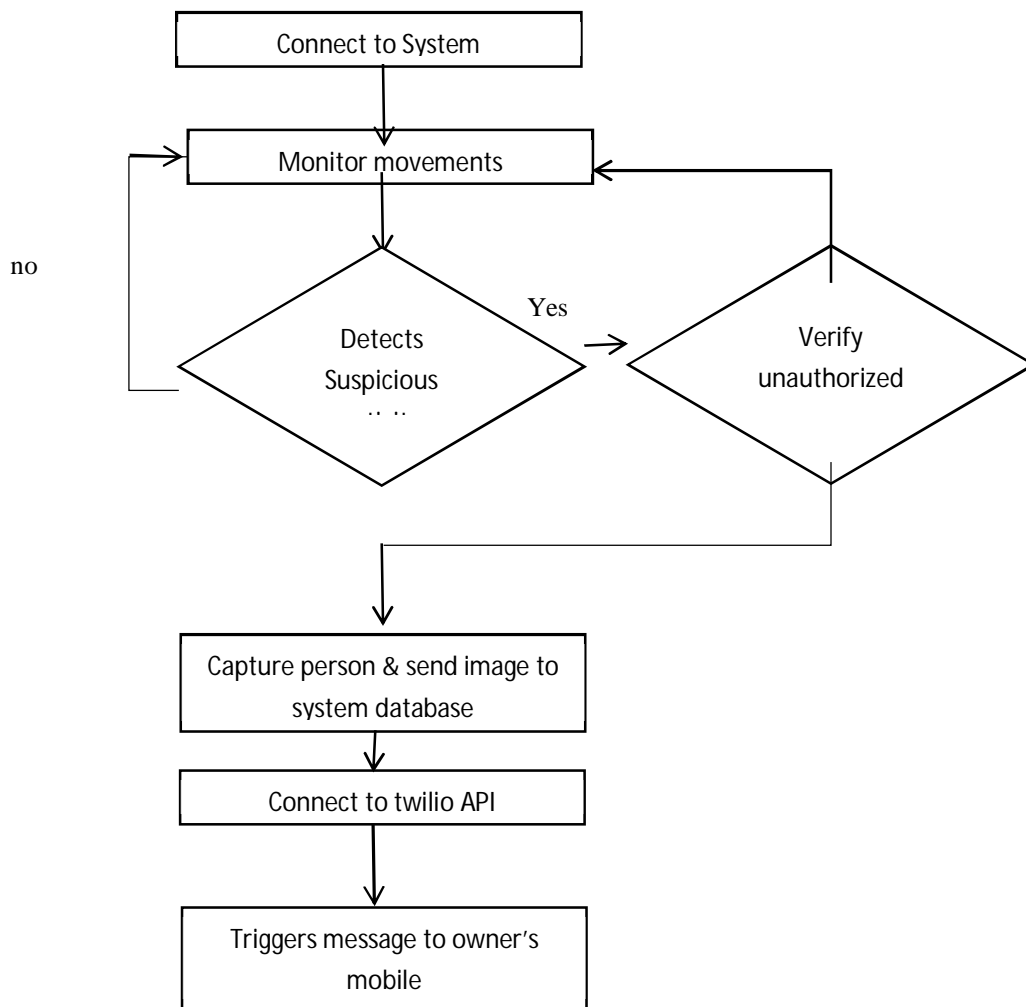 Connect to System
Monitor movements
no
Yes
Detects
Suspicious
Verify
unauthorized
Capture person & send image to
system database
Connect to twilio API
Triggers message to owner’s
mobile